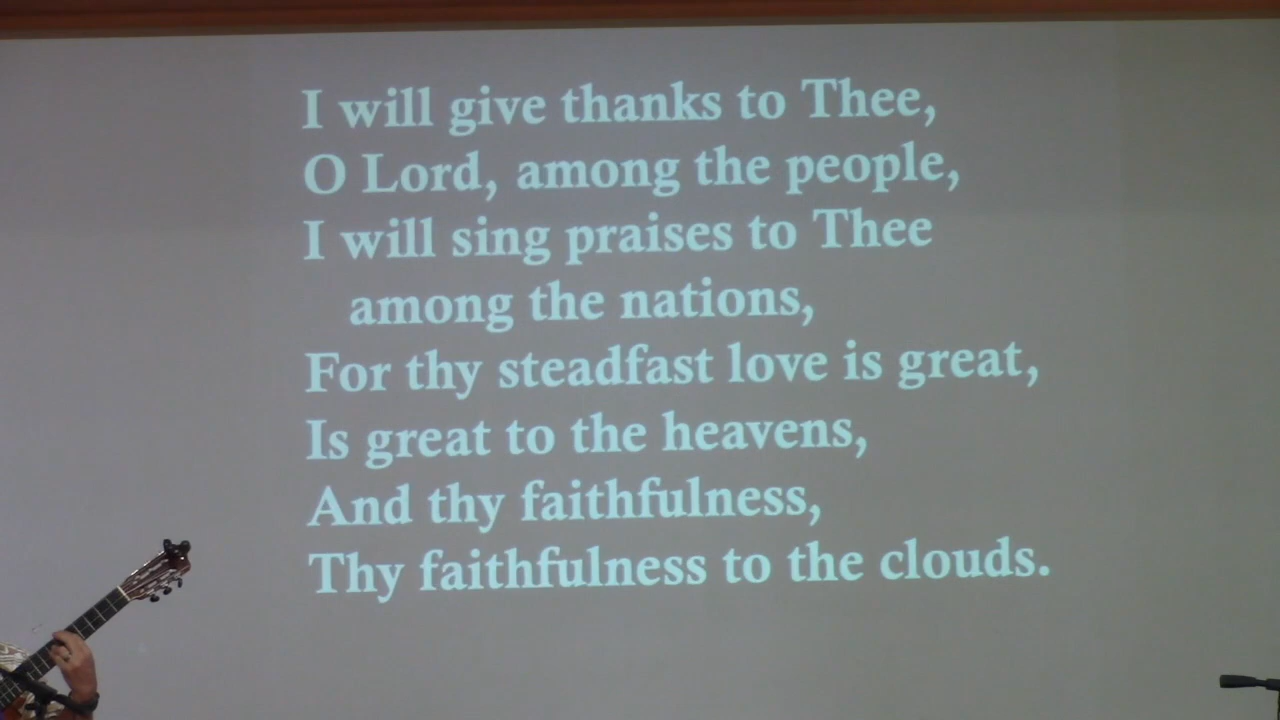 I will give thanks to Thee,
O Lord, among the people,
I will sing praises to Thee
among the nations,
For thy steadfast love is great,
Is great to the heavens,
And thy faithfulness,
Thy faithfulness to the clouds.